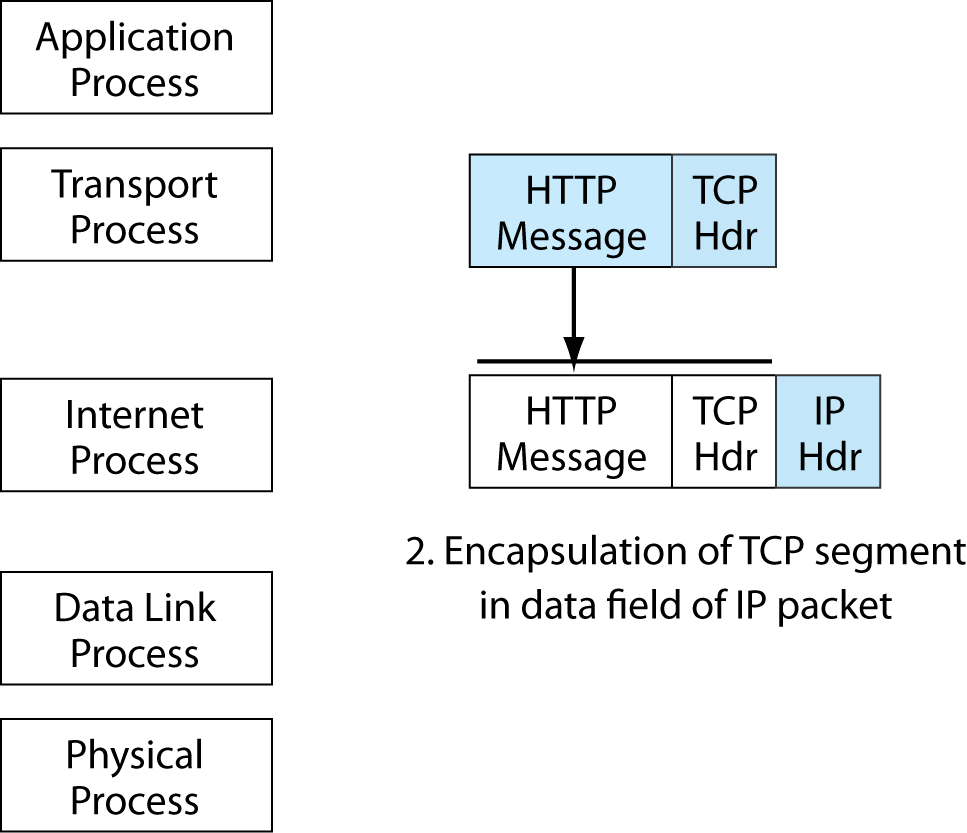 Application
Process
Transport
Process
HTTP
Message
TCP
Hdr
Internet
Process
HTTP
Message
TCP
Hdr
IP
Hdr
2. Encapsulation of TCP segment
in data field of IP packet
Data Link
Process
Physical
Process